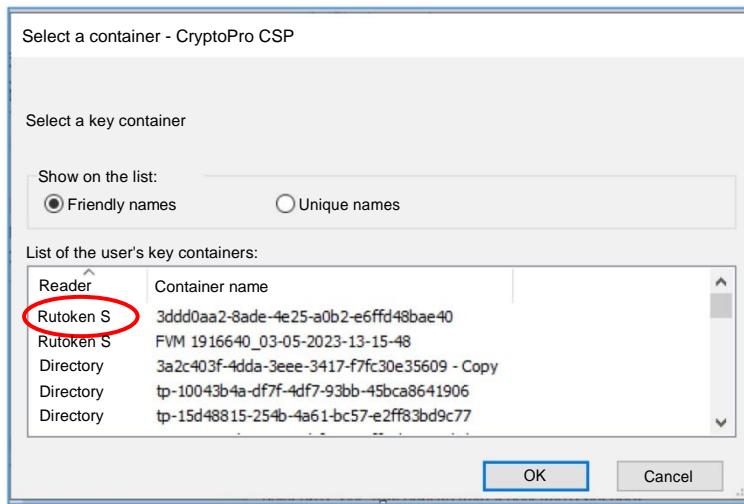 Select a container - CryptoPro CSP
Select a key container
Show on the list:
Friendly names Unique names
List of the user's key containers:
Reader Container name
Rutoken S 3ddd0aa2-8ade-4e25-a0b2-e6ffd48bae40
Rutoken S FVM 1916640_03-05-2023-13-15-48
Directory 3a2c403f-4dda-3eee-3417-f7fc30e35609 - Copy
Directory tp-10043b4a-df7f-4df7-93bb-45bca8641906
Directory tp-15d48815-254b-4a61-bc57-e2ff83bd9c77
OK Cancel